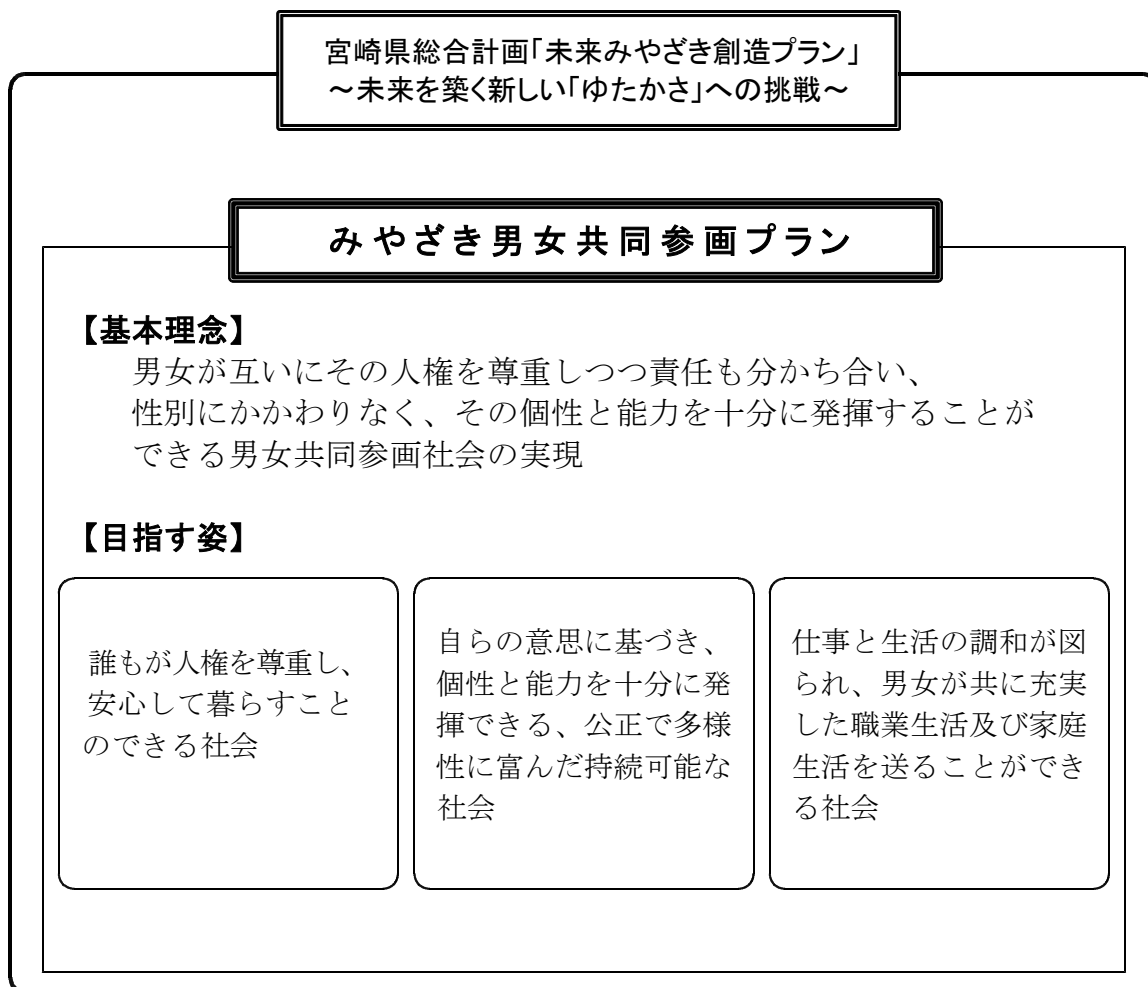 宮崎県総合計画「未来みやざき創造プラン」
～未来を築く新しい「ゆたかさ」への挑戦～
みやざき男女共同参画プラン
【基本理念】
男女が互いにその人権を尊重しつつ責任も分かち合い、
性別にかかわりなく、その個性と能力を十分に発揮することが
できる男女共同参画社会の実現
【目指す姿】
誰もが人権を尊重し、
安心して暮らすこと
のできる社会
自らの意思に基づき、
個性と能力を十分に発
揮できる、公正で多様
性に富んだ持続可能な
社会
仕事と生活の調和が図
られ、男女が共に充実
した職業生活及び家庭
生活を送ることができ
る社会